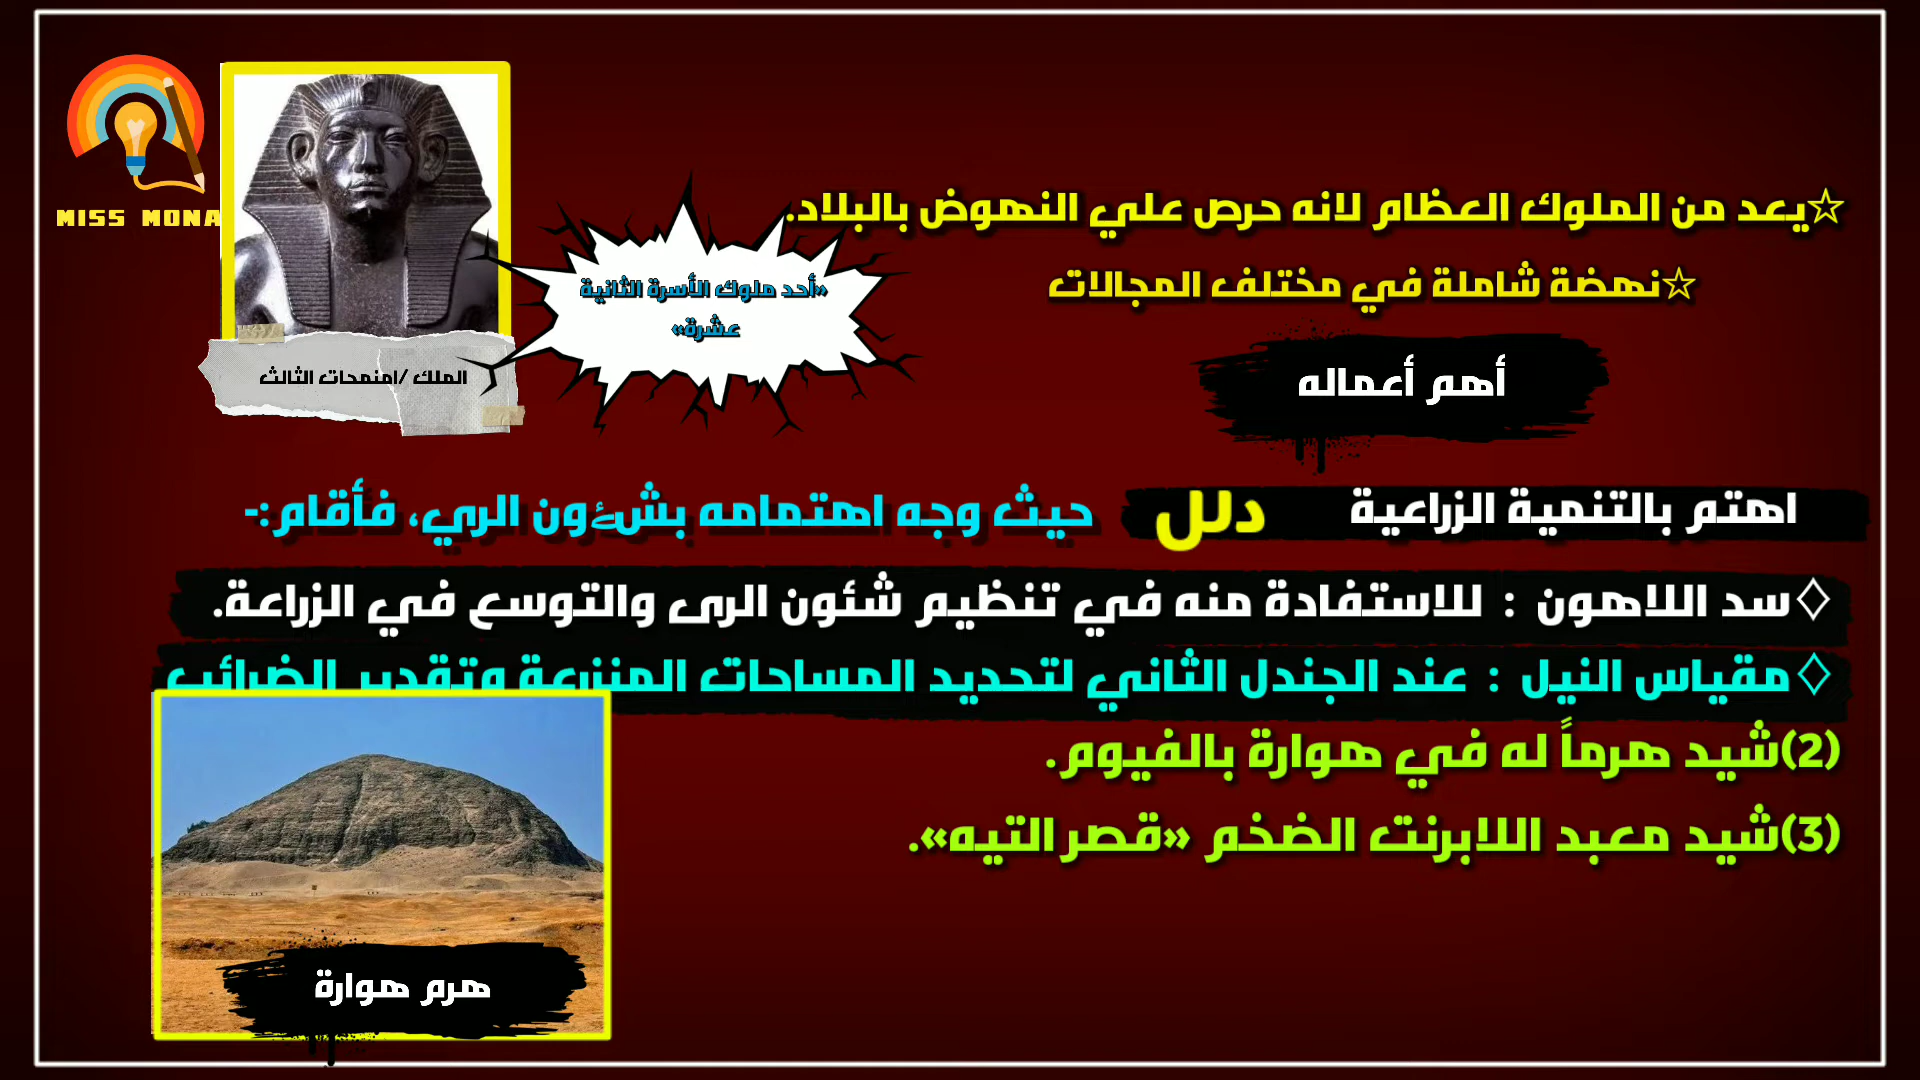 MISS MONA
☆يعد من الملوك العظام لانه حرص علي النهوض بالبلاد.
☆نهضة شاملة في مختلف المجالات
«أحد ملوك الأسرة الثانية
عشرة»
الملك /امنمحات الثالث
أهم أعماله
اهتم بالتنمية الزراعية دلل حيث وجه اهتمامه بشئون الري، فأقام:-
◇سد اللاهون : للاستفادة منه في تنظيم شئون الرى والتوسع في الزراعة.
◇مقياس النيل : عند الجندل الثاني لتحديد المساحات المنزرعة وتقدير الضرائب
(2)شيد هرماً له في هوارة بالفيوم.
(3)شيد معبد اللابرنت الضخم «قصر التيه».
هرم هوارة